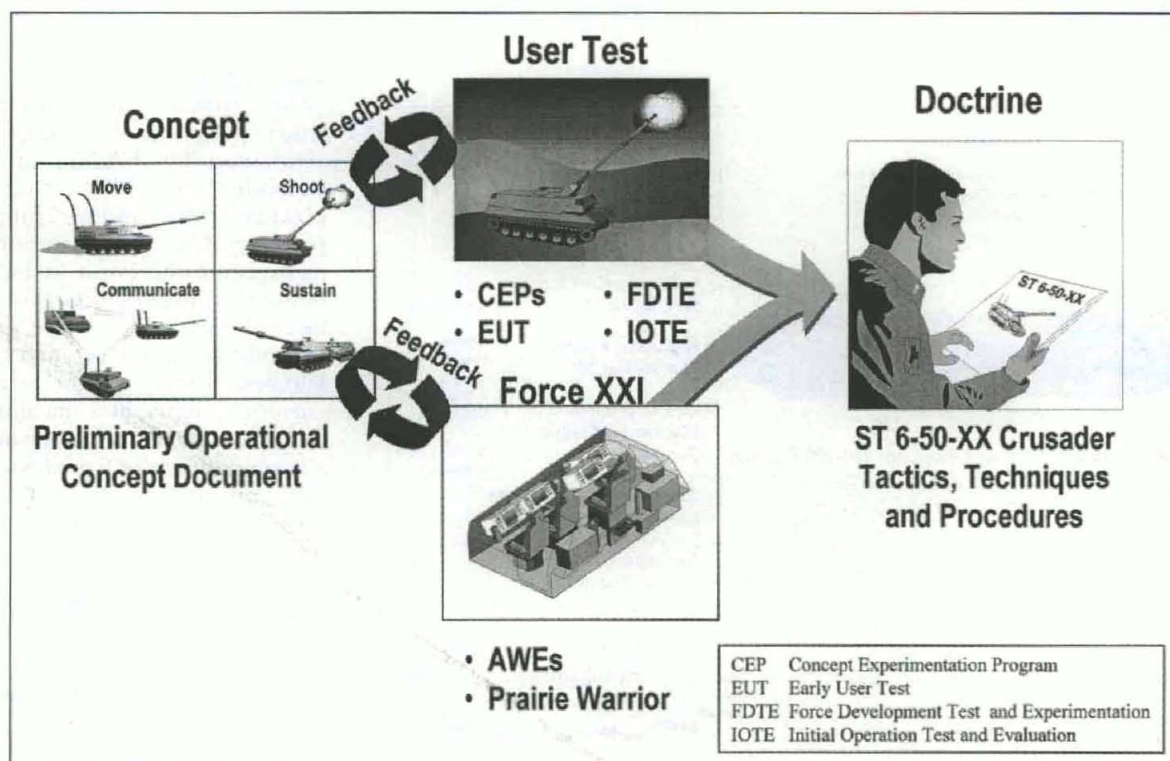 User Test
Doctrine
Concept
Feedback
Move
Shoot
Communicate
Sustain
Feedback
• CEPs
• FDTE
• EUT
• IOTE
ST 6-50-XX
Force XXI
Preliminary Operational
Concept Document
ST 6-50-XX Crusader
Tactics, Techniques
and Procedures
• AWEs
• Prairie Warrior
CEP Concept Experimentation Program
EUT Early User Test
FDTE Force Development Test and Experimentation
IOTE Initial Operation Test and Evaluation